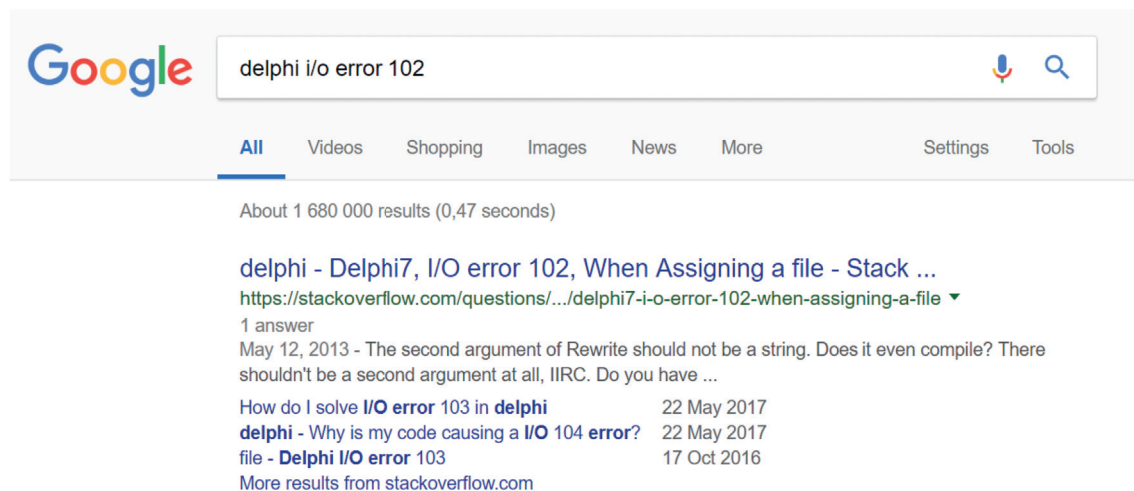 Google
delphi i/o error 102
All Videos Shopping Images News More Settings Tools
About 1 680 000 results (0,47 seconds)
delphi - Delphi7, I/O error 102, When Assigning a file - Stack ...
https://stackoverflow.com/questions/.../delphi7-i-o-error-102-when-assigning-a-file
1 answer
May 12, 2013 - The second argument of Rewrite should not be a string. Does it even compile? There
shouldn't be a second argument at all, IIRC. Do you have ...
How do I solve I/O error 103 in delphi 22 May 2017
delphi - Why is my code causing a I/O 104 error? 22 May 2017
file - Delphi I/O error 103 17 Oct 2016
More results from stackoverflow.com